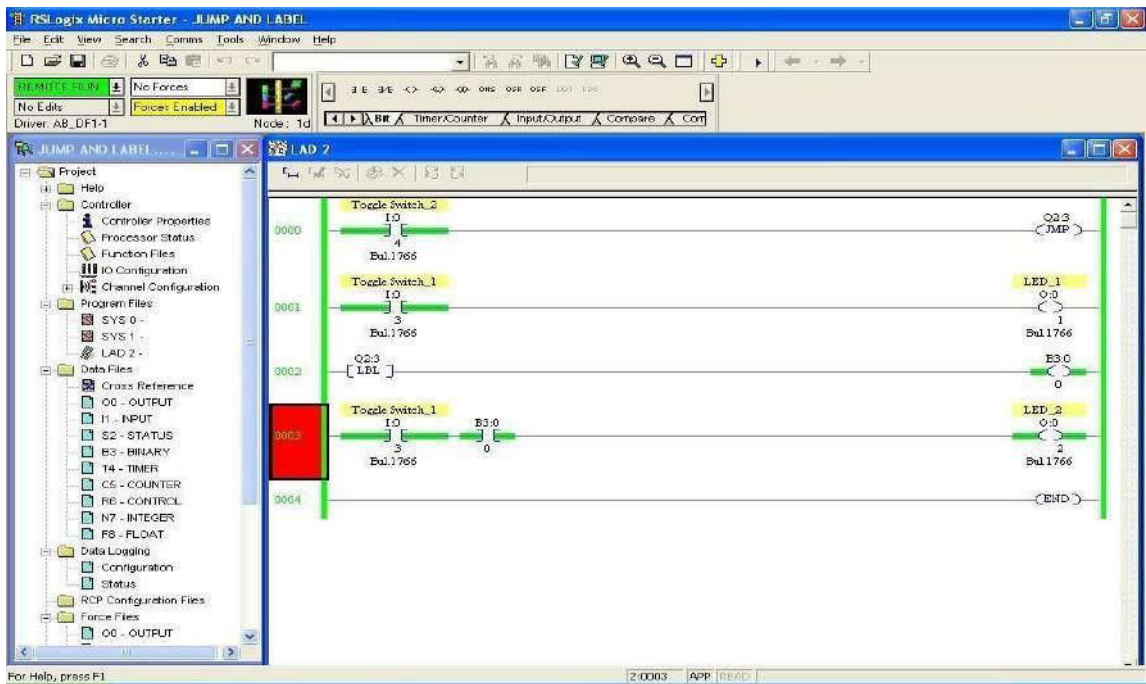 RSLogix Micro Starter - JUMP AND LABEL
File Edit View Search Comms Tools Window Help
REMOTE RUN No Forces
No Edits Forces Enabled
Driver: AB_DF1-1 Node: 1d
Bit Timer/Counter Input/Output Compare
JUMP AND LABEL....
Project
Help
Controller
Controller Properties
Processor Status
Function Files
IO Configuration
Channel Configuration
Program Files
SYS 0 -
SYS 1 -
LAD 2 -
Data Files
Cross Reference
O0 - OUTPUT
I1 - INPUT
S2 - STATUS
B3 - BINARY
T4 - TIMER
C5 - COUNTER
R6 - CONTROL
N7 - INTEGER
F8 - FLOAT
Data Logging
Configuration
Status
RCP Configuration Files
Force Files
O0 - OUTPUT
LAD 2
Toggle Switch_2
I:0 Q2:3
0000 JMP
4
Bul.1766
Toggle Switch_1 LED_1
I:0 O:0
0001
3 1
Bul.1766 Bul.1766
Q2:3 B3:0
0002 LBL
0
Toggle Switch_1 LED_2
I:0 B3:0 O:0
0003
3 0 2
Bul.1766 Bul.1766
0004 END
For Help, press F1 2:0003 APP READ